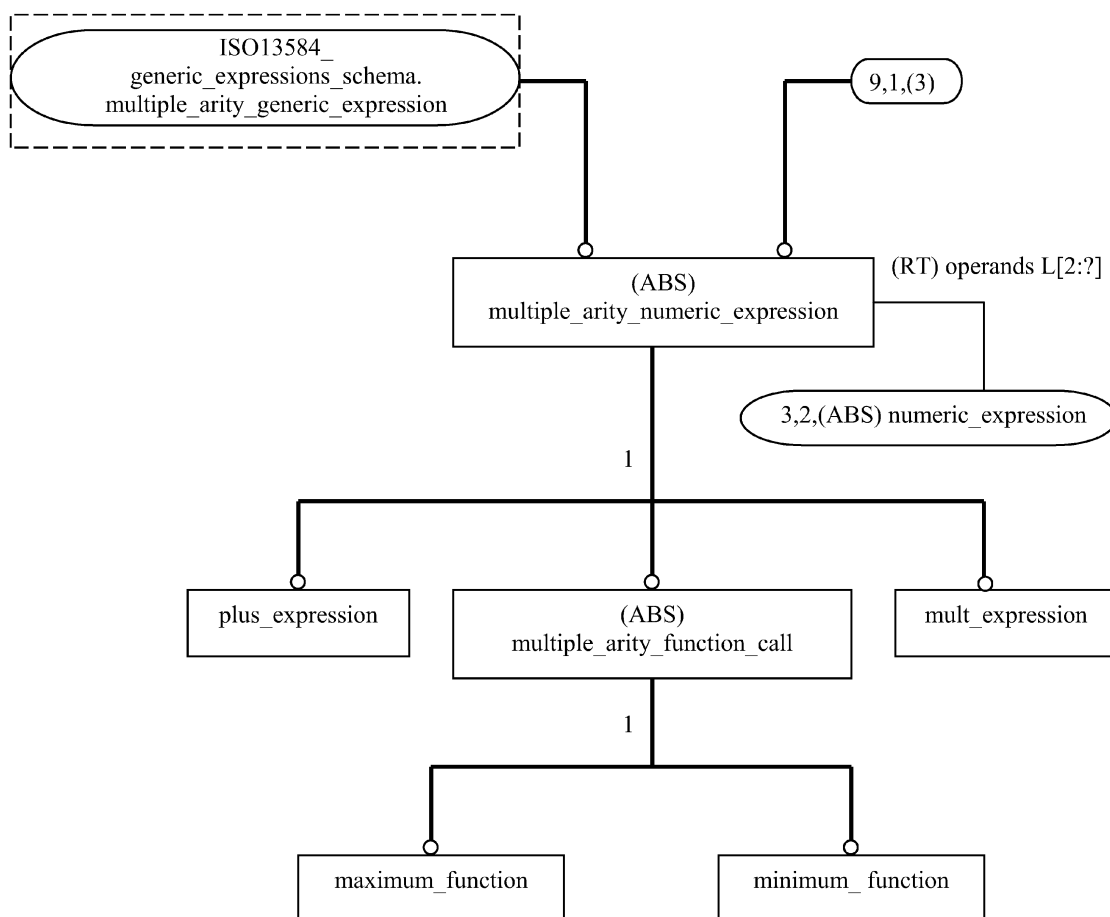 ISO13584_
generic_expressions_schema.
multiple_arity_generic_expression
9,1,(3)
(RT) operands L[2:?]
(ABS)
multiple_arity_numeric_expression
3,2,(ABS) numeric_expression
1
plus_expression
(ABS)
multiple_arity_function_call
mult_expression
1
maximum_function
minimum_ function